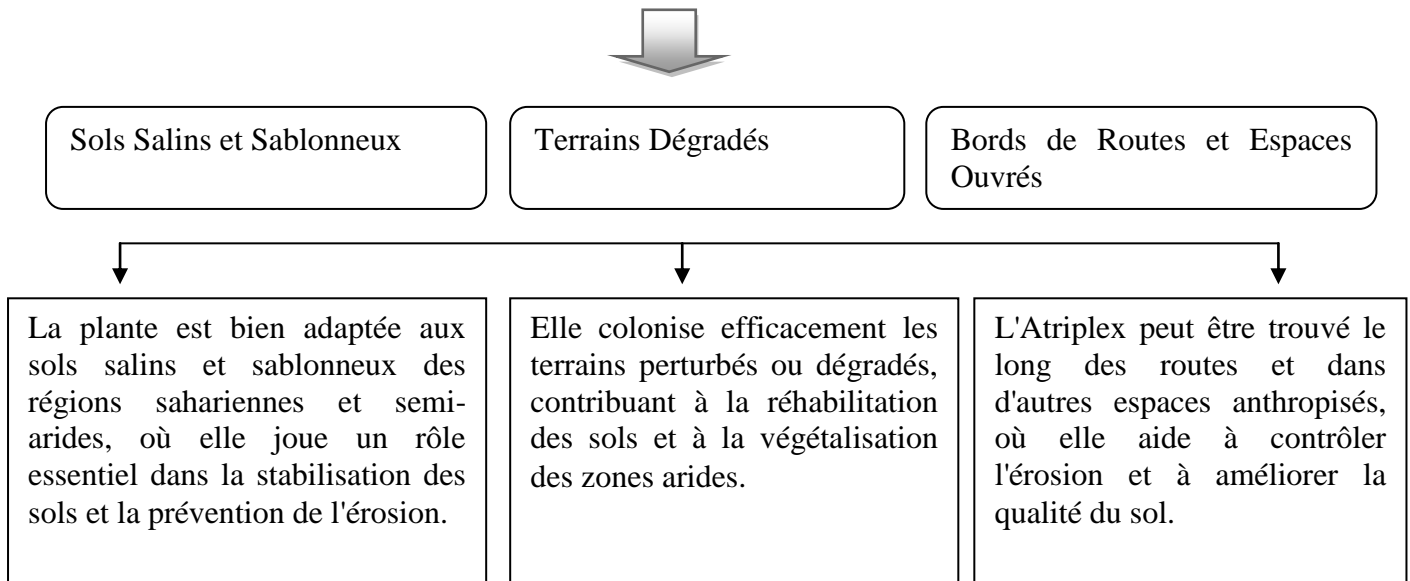 Sols Salins et Sablonneux
Terrains Dégradés
Bords de Routes et Espaces
Ouvrés
La plante est bien adaptée aux
sols salins et sablonneux des
régions sahariennes et semi-
arides, où elle joue un rôle
essentiel dans la stabilisation des
sols et la prévention de l'érosion.
Elle colonise efficacement les
terrains perturbés ou dégradés,
contribuant à la réhabilitation
des sols et à la végétalisation
des zones arides.
L'Atriplex peut être trouvé le
long des routes et dans
d'autres espaces anthropisés,
où elle aide à contrôler
l'érosion et à améliorer la
qualité du sol.